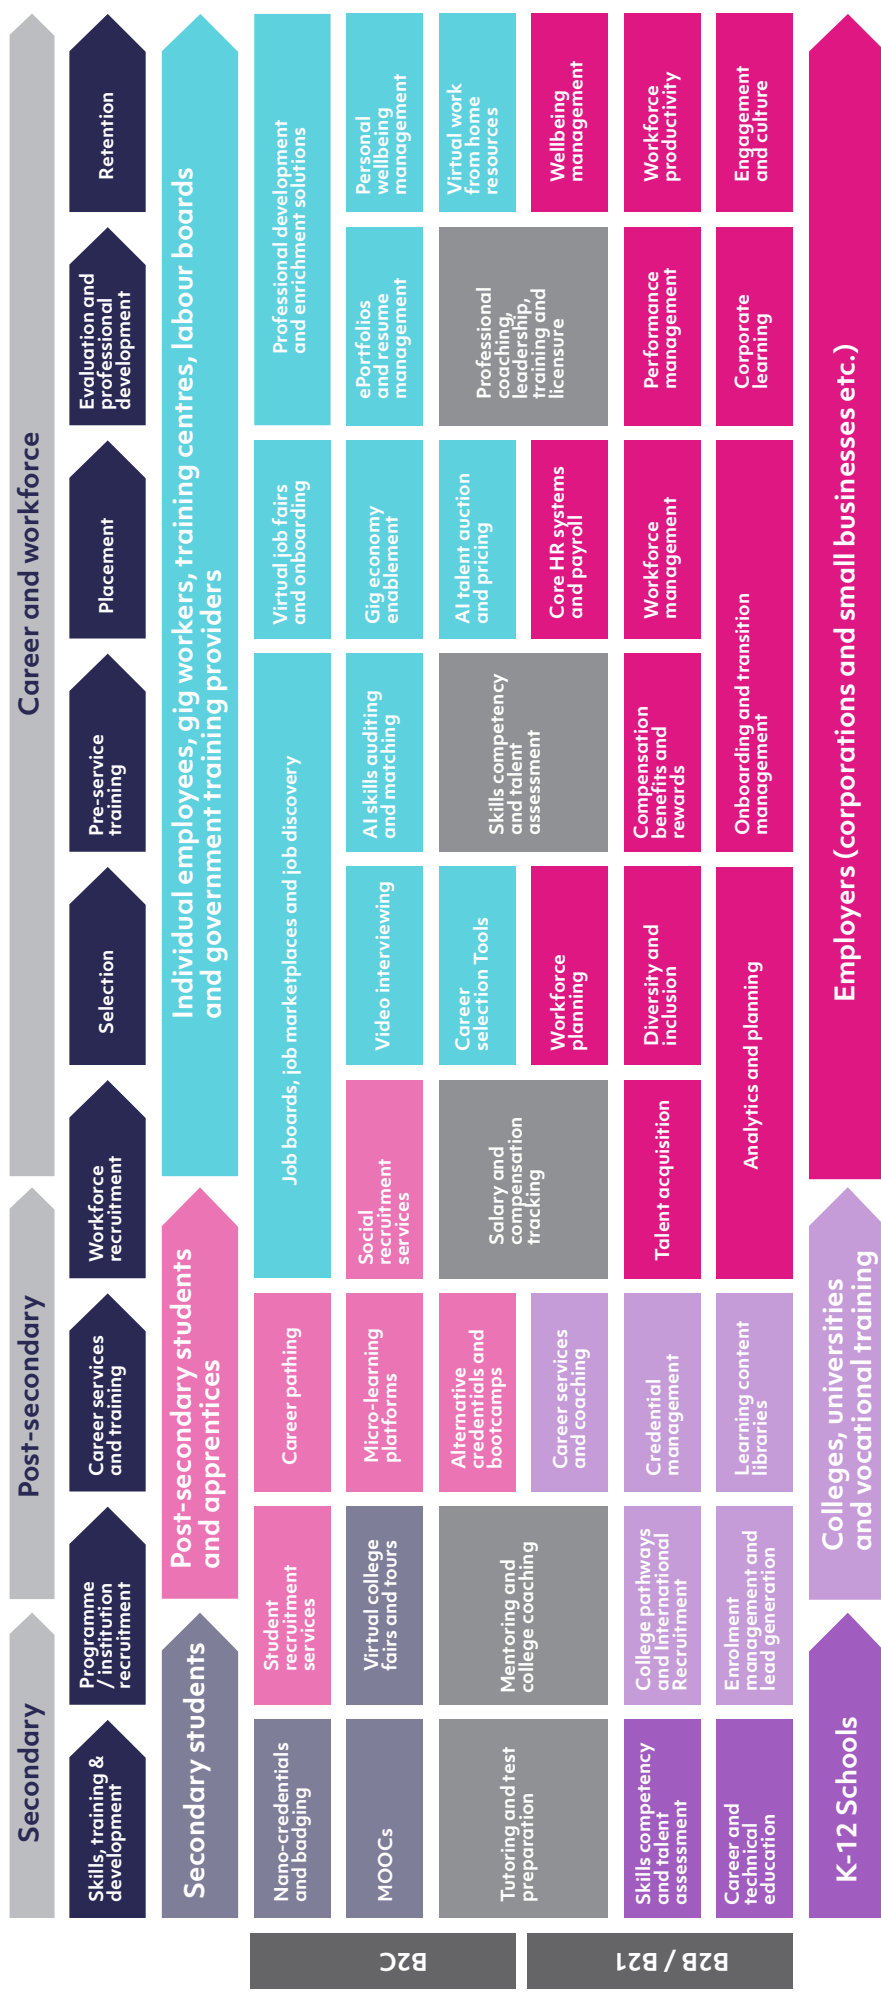 Secondary
Post-secondary
Career and workforce
Skills, training &
development
Programme
/ institution
recruitment
Career services
and training
Workforce
recruitment
Selection
Pre-service
training
Placement
Evaluation and
professional
development
Retention
Secondary students
Post-secondary students
and apprentices
Individual employees, gig workers, training centres, labour boards
and government training providers
B2C
Nano-credentials
and badging
Student
recruitment
services
Career pathing
Job boards, job marketplaces and job discovery
Virtual job fairs
and onboarding
Professional development
and enrichment solutions
MOOCs
Virtual college
fairs and tours
Micro-learning
platforms
Social
recruitment
services
Video interviewing
AI skills auditing
and matching
Gig economy
enablement
ePortfolios
and resume
management
Personal
wellbeing
management
Tutoring and test
preparation
Mentoring and
college coaching
Alternative
credentials and
bootcamps
Salary and
compensation
tracking
Career
selection Tools
Skills competency
and talent
assessment
AI talent auction
and pricing
Professional
coaching,
leadership,
training and
licensure
Virtual work
from home
resources
B2B / B21
Career services
and coaching
Workforce
planning
Core HR systems
and payroll
Wellbeing
management
Skills competency
and talent
assessment
College pathways
and International
Recruitment
Credential
management
Talent acquisition
Diversity and
inclusion
Compensation
benefits and
rewards
Workforce
management
Performance
management
Workforce
productivity
Career and
technical
education
Enrolment
management and
lead generation
Learning content
libraries
Analytics and planning
Onboarding and transition
management
Corporate
learning
Engagement
and culture
K-12 Schools
Colleges, universities
and vocational training
Employers (corporations and small businesses etc.)